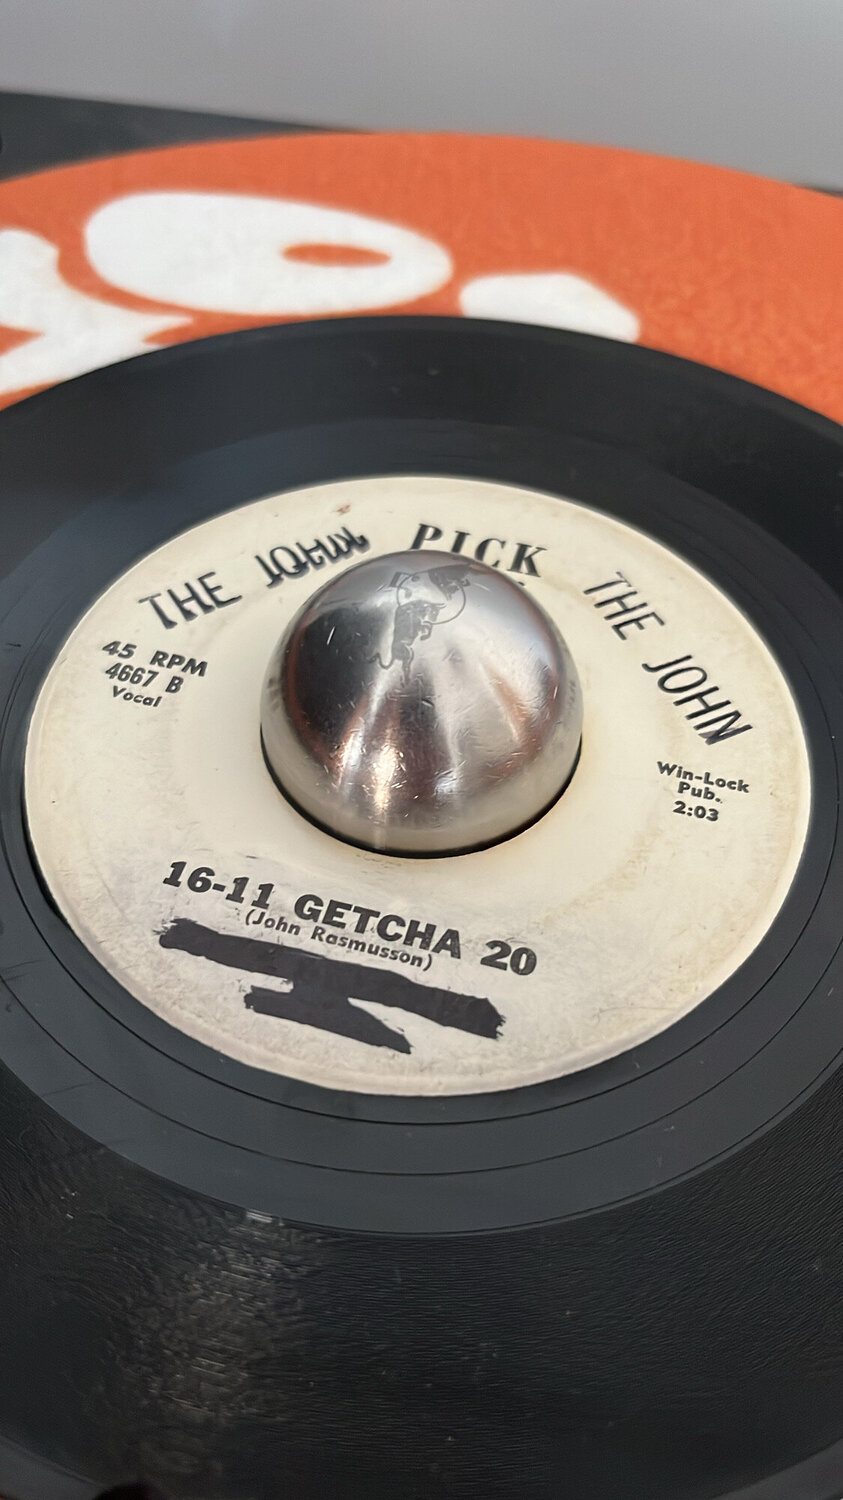 THE JOHN
PICK
THE JOHN
45 RPM
4667 B
Vocal
Win-Lock
Pub.
2:03
16-11 GETCHA 20
(John Rasmusson)